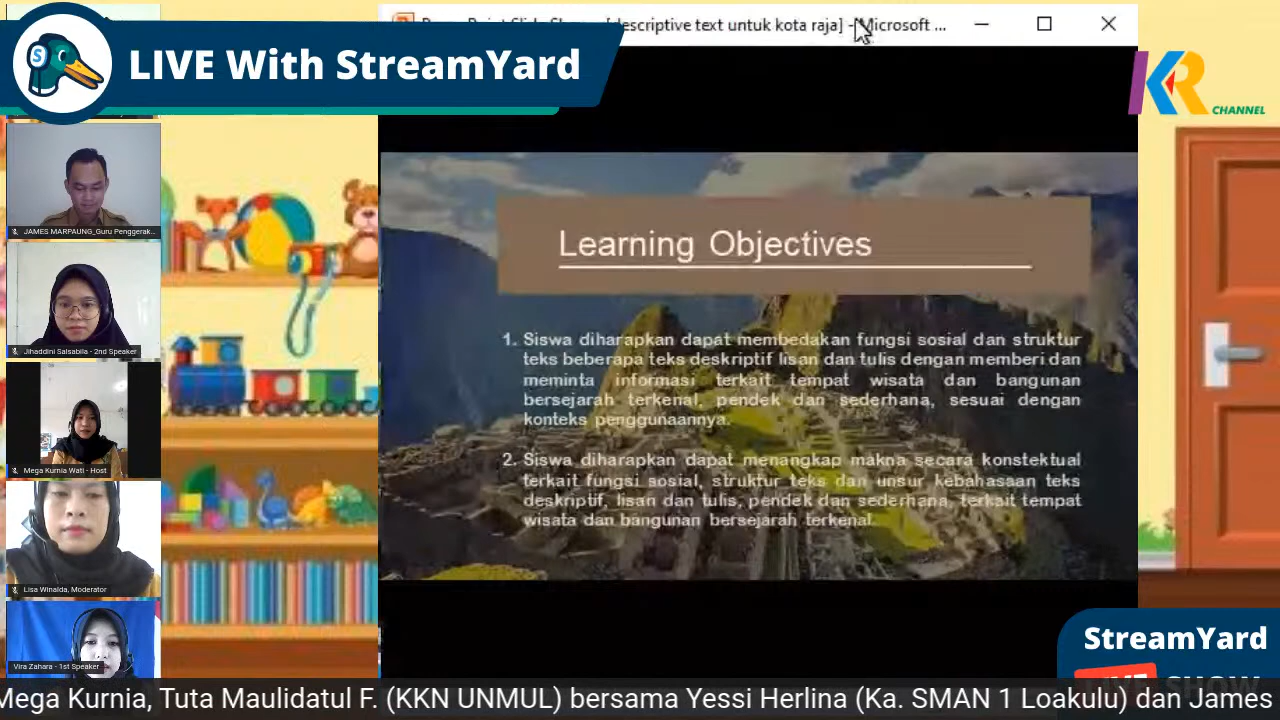 [descriptive text untuk kota raja] - Microsoft ...
LIVE With StreamYard
KR
CHANNEL
JAMES MARPAUNG_Guru Penggerak...
Jihaddini Salsabila - 2nd Speaker
Mega Kurnia Wati - Host
Lisa Winalda, Moderator
Vira Zahara - 1st Speaker
Learning Objectives
1. Siswa diharapkan dapat membedakan fungsi sosial dan struktur
teks beberapa teks deskriptif lisan dan tulis dengan memberi dan
meminta informasi terkait tempat wisata dan bangunan
bersejarah terkenal, pendek dan sederhana, sesuai dengan
konteks penggunaannya.
2. Siswa diharapkan dapat menangkap makna secara konstektual
terkait fungsi sosial, struktur teks dan unsur kebahasaan teks
deskriptif, lisan dan tulis, pendek dan sederhana, terkait tempat
wisata dan bangunan bersejarah terkenal.
StreamYard
LIVE SHOW
Mega Kurnia, Tuta Maulidatul F. (KKN UNMUL) bersama Yessi Herlina (Ka. SMAN 1 Loakulu) dan James